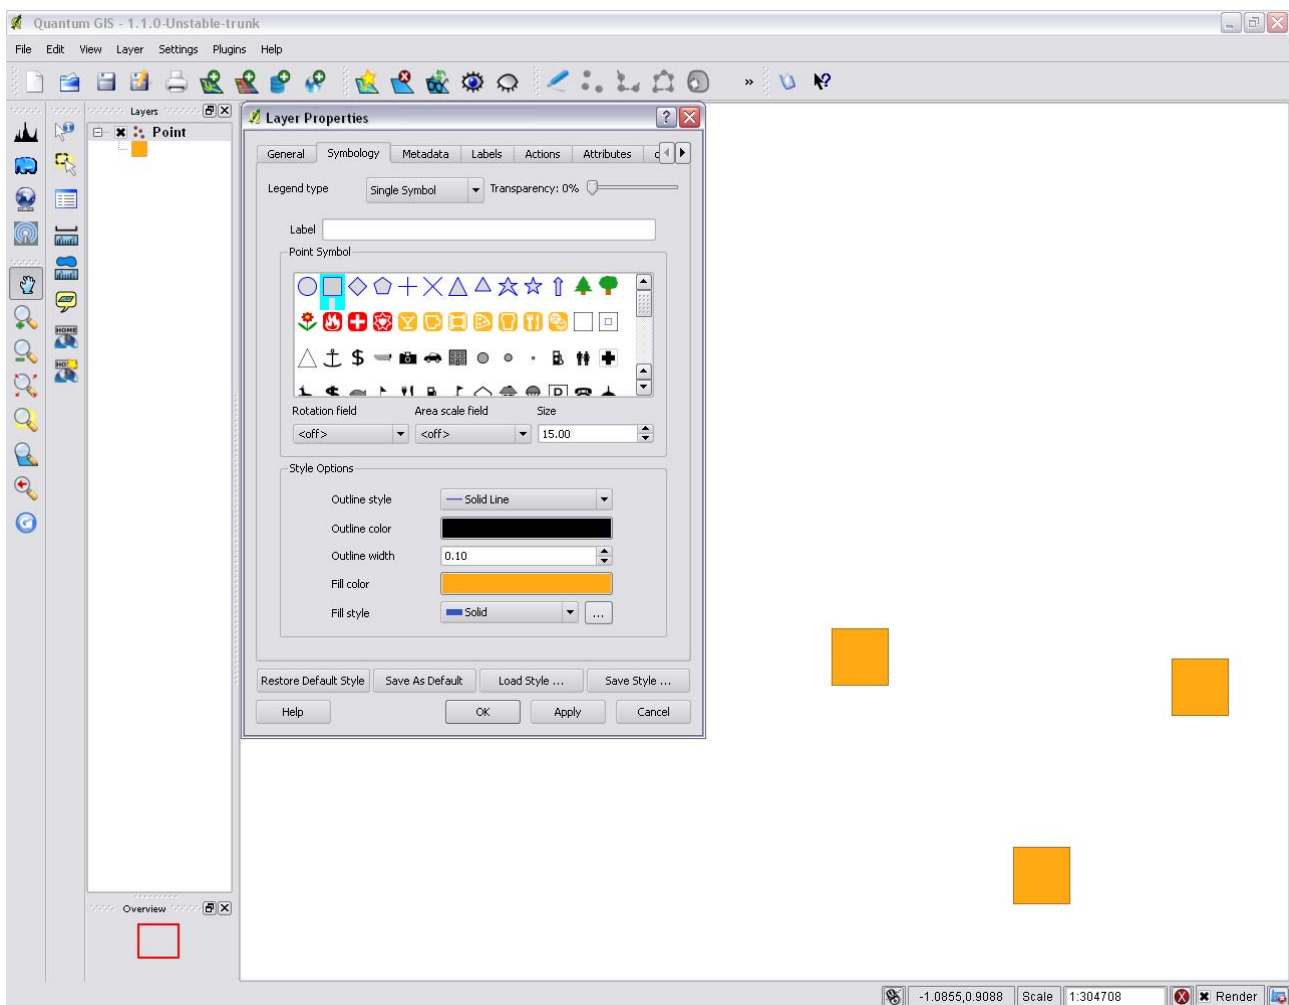 Quantum GIS - 1.1.0-Unstable-trunk
File Edit View Layer Settings Plugins Help
Layers
Point
Layer Properties
General Symbology Metadata Labels Actions Attributes
Legend type Single Symbol Transparency: 0%
Label
Point Symbol
Rotation field Area scale field Size
<off> <off> 15.00
Style Options
Outline style Solid Line
Outline color
Outline width 0.10
Fill color
Fill style Solid ...
Restore Default Style Save As Default Load Style ... Save Style ...
Help OK Apply Cancel
Overview
-1.0855,0.9088 Scale 1:304708 Render